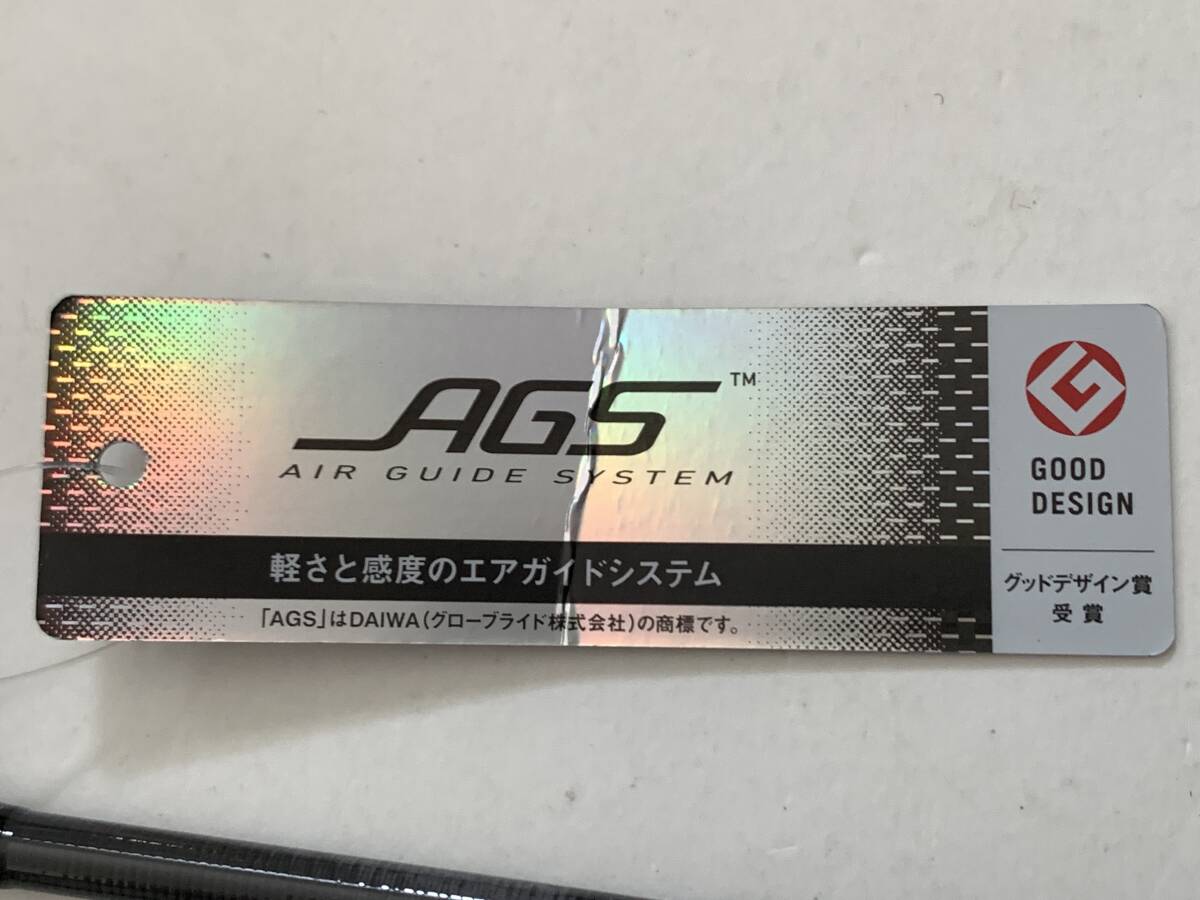 AGS™
AIR GUIDE SYSTEM
軽さと感度のエアガイドシステム
「AGS」はDAIWA(グローブライド株式会社)の商標です。
GOOD
DESIGN
グッドデザイン賞
受賞